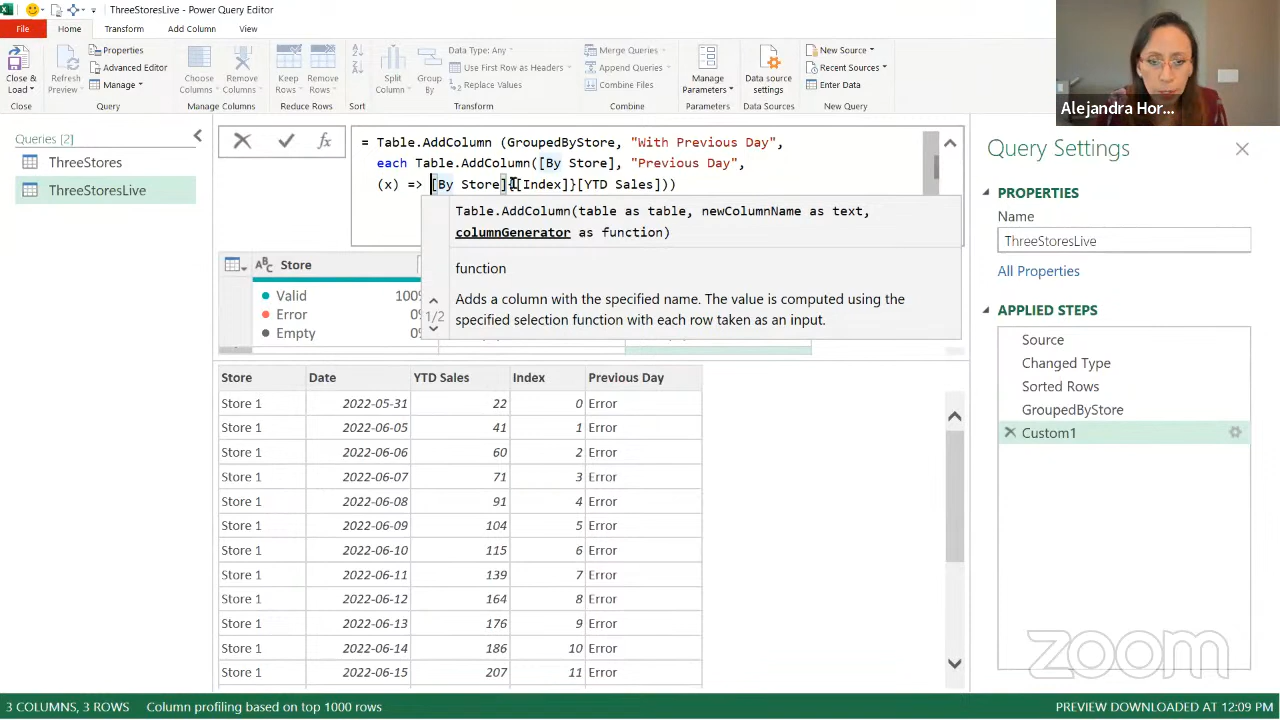 ThreeStoresLive - Power Query Editor
File Home Transform Add Column View
Close & Load
Close
Refresh Preview
Properties
Advanced Editor
Manage
Query
Choose Columns
Remove Columns
Manage Columns
Keep Rows
Remove Rows
Reduce Rows
Sort
Split Column
Group By
Data Type: Any
Use First Row as Headers
1 2 Replace Values
Transform
Merge Queries
Append Queries
Combine Files
Combine
Manage Parameters
Parameters
Data source settings
Data Sources
New Source
Recent Sources
Enter Data
New Query
Alejandra Hor...
Queries [2]
ThreeStores
ThreeStoresLive
fx
= Table.AddColumn (GroupedByStore, "With Previous Day",
each Table.AddColumn([By Store], "Previous Day",
(x) => [By Store]{[Index]}[YTD Sales]))
Table.AddColumn(table as table, newColumnName as text,
columnGenerator as function)
function
1/2
Adds a column with the specified name. The value is computed using the
specified selection function with each row taken as an input.
ABC Store
Valid 100%
Error 0%
Empty 0%
Store Date YTD Sales Index Previous Day
Store 1 2022-05-31 22 0 Error
Store 1 2022-06-05 41 1 Error
Store 1 2022-06-06 60 2 Error
Store 1 2022-06-07 71 3 Error
Store 1 2022-06-08 91 4 Error
Store 1 2022-06-09 104 5 Error
Store 1 2022-06-10 115 6 Error
Store 1 2022-06-11 139 7 Error
Store 1 2022-06-12 164 8 Error
Store 1 2022-06-13 176 9 Error
Store 1 2022-06-14 186 10 Error
Store 1 2022-06-15 207 11 Error
Query Settings
PROPERTIES
Name
ThreeStoresLive
All Properties
APPLIED STEPS
Source
Changed Type
Sorted Rows
GroupedByStore
Custom1
zoom
3 COLUMNS, 3 ROWS Column profiling based on top 1000 rows
PREVIEW DOWNLOADED AT 12:09 PM